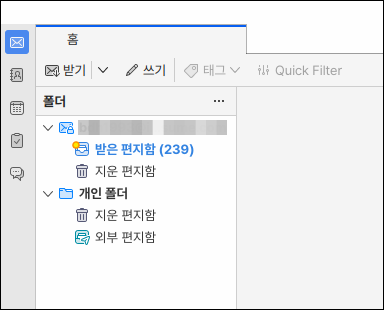 홈
받기 쓰기 태그 Quick Filter
폴더 ...
받은 편지함 (239)
지운 편지함
개인 폴더
지운 편지함
외부 편지함